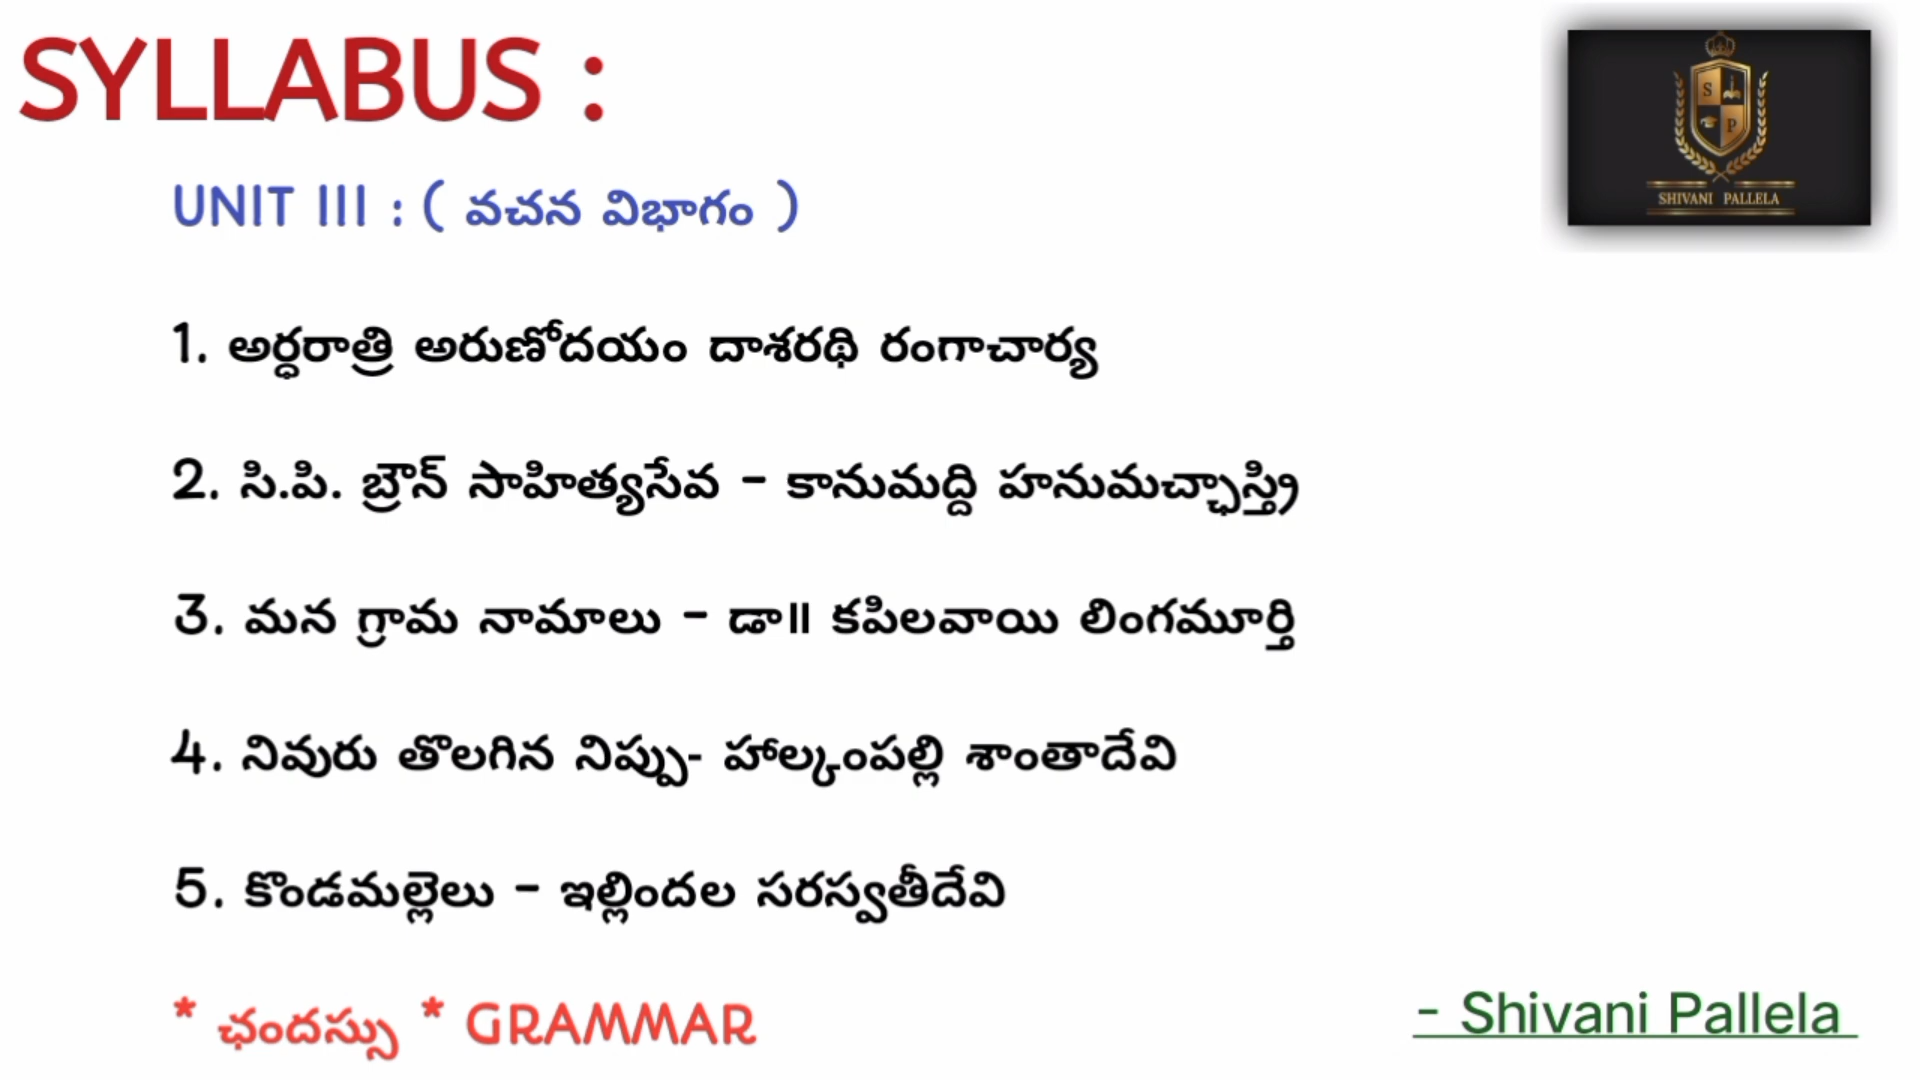 SYLLABUS :
S
P
SHIVANI PALLELA
UNIT III : ( వచన విభాగం )
1. అర్ధరాత్రి అరుణోదయం దాశరథి రంగాచార్య
2. సి.పి. బ్రౌన్ సాహిత్యసేవ - కానుమద్ది హనుమచ్ఛాస్త్రి
3. మన గ్రామ నామాలు - డా॥ కపిలవాయి లింగమూర్తి
4. నివురు తొలగిన నిప్పు- హాల్కంపల్లి శాంతాదేవి
5. కొండమల్లెలు - ఇల్లిందల సరస్వతీదేవి
* ఛందస్సు * GRAMMAR
- Shivani Pallela